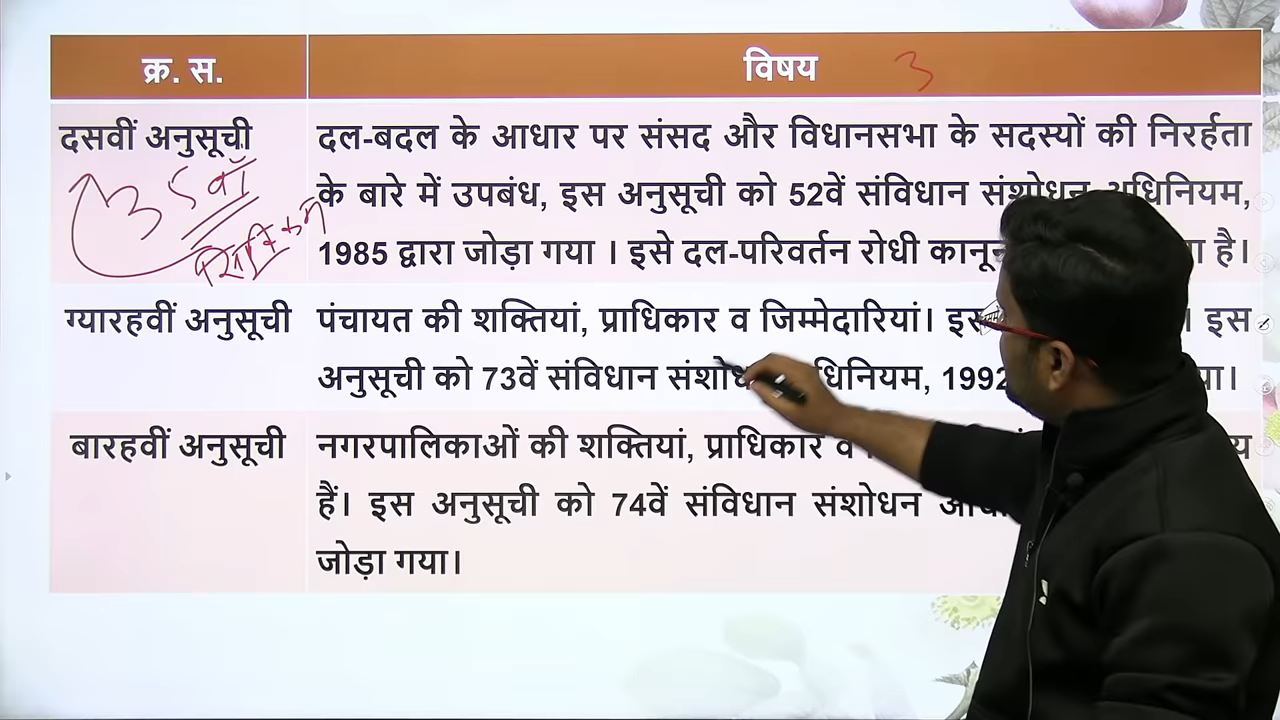 क्र. स.
विषय
3
दसवीं अनुसूची
दल-बदल के आधार पर संसद और विधानसभा के सदस्यों की निरर्हता
के बारे में उपबंध, इस अनुसूची को 52वें संविधान संशोधन अधिनियम,
1985 द्वारा जोड़ा गया । इसे दल-परिवर्तन रोधी कानून है।
ग्यारहवीं अनुसूची
पंचायत की शक्तियां, प्राधिकार व जिम्मेदारियां। । इस
अनुसूची को 73वें संविधान 1992
बारहवीं अनुसूची
नगरपालिकाओं की शक्तियां, प्राधिकार व
हैं। इस अनुसूची को 74वें संविधान संशोधन
जोड़ा गया।